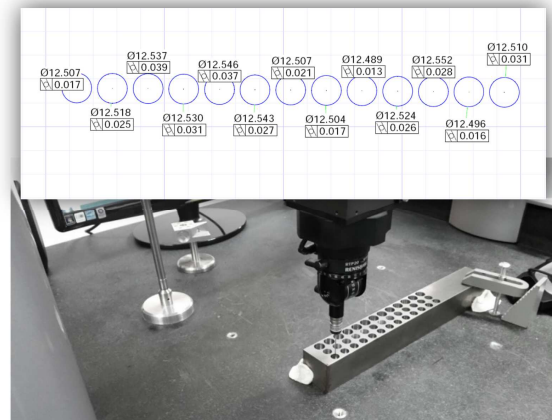 Ø12.507
⌭ 0.017
Ø12.518
⌭ 0.025
Ø12.537
⌭ 0.039
Ø12.530
⌭ 0.031
Ø12.546
⌭ 0.037
Ø12.543
⌭ 0.027
Ø12.507
⌭ 0.021
Ø12.504
⌭ 0.017
Ø12.489
⌭ 0.013
Ø12.524
⌭ 0.026
Ø12.552
⌭ 0.028
Ø12.496
⌭ 0.016
Ø12.510
⌭ 0.031